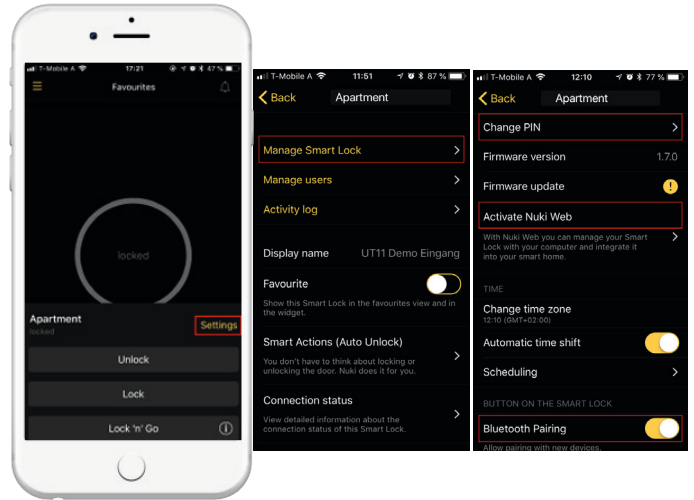 T-Mobile A 17:21 47 %
Favourites
locked
Apartment
locked
Settings
Unlock
Lock
Lock 'n' Go
T-Mobile A 11:51 87 %
Back Apartment
Manage Smart Lock
Manage users
Activity log
Display name UT11 Demo Eingang
Favourite
Show this Smart Lock in the favourites view and in
the widget.
Smart Actions (Auto Unlock)
You don't have to think about locking or
unlocking the door. Nuki does it for you.
Connection status
View detailed information about the
connection status of this Smart Lock.
T-Mobile A 12:10 77 %
Back Apartment
Change PIN
Firmware version 1.7.0
Firmware update
Activate Nuki Web
With Nuki Web you can manage your Smart
Lock with your computer and integrate it
into your smart home.
TIME
Change time zone
12:10 (GMT+02:00)
Automatic time shift
Scheduling
BUTTON ON THE SMART LOCK
Bluetooth Pairing
Allow pairing with new devices.